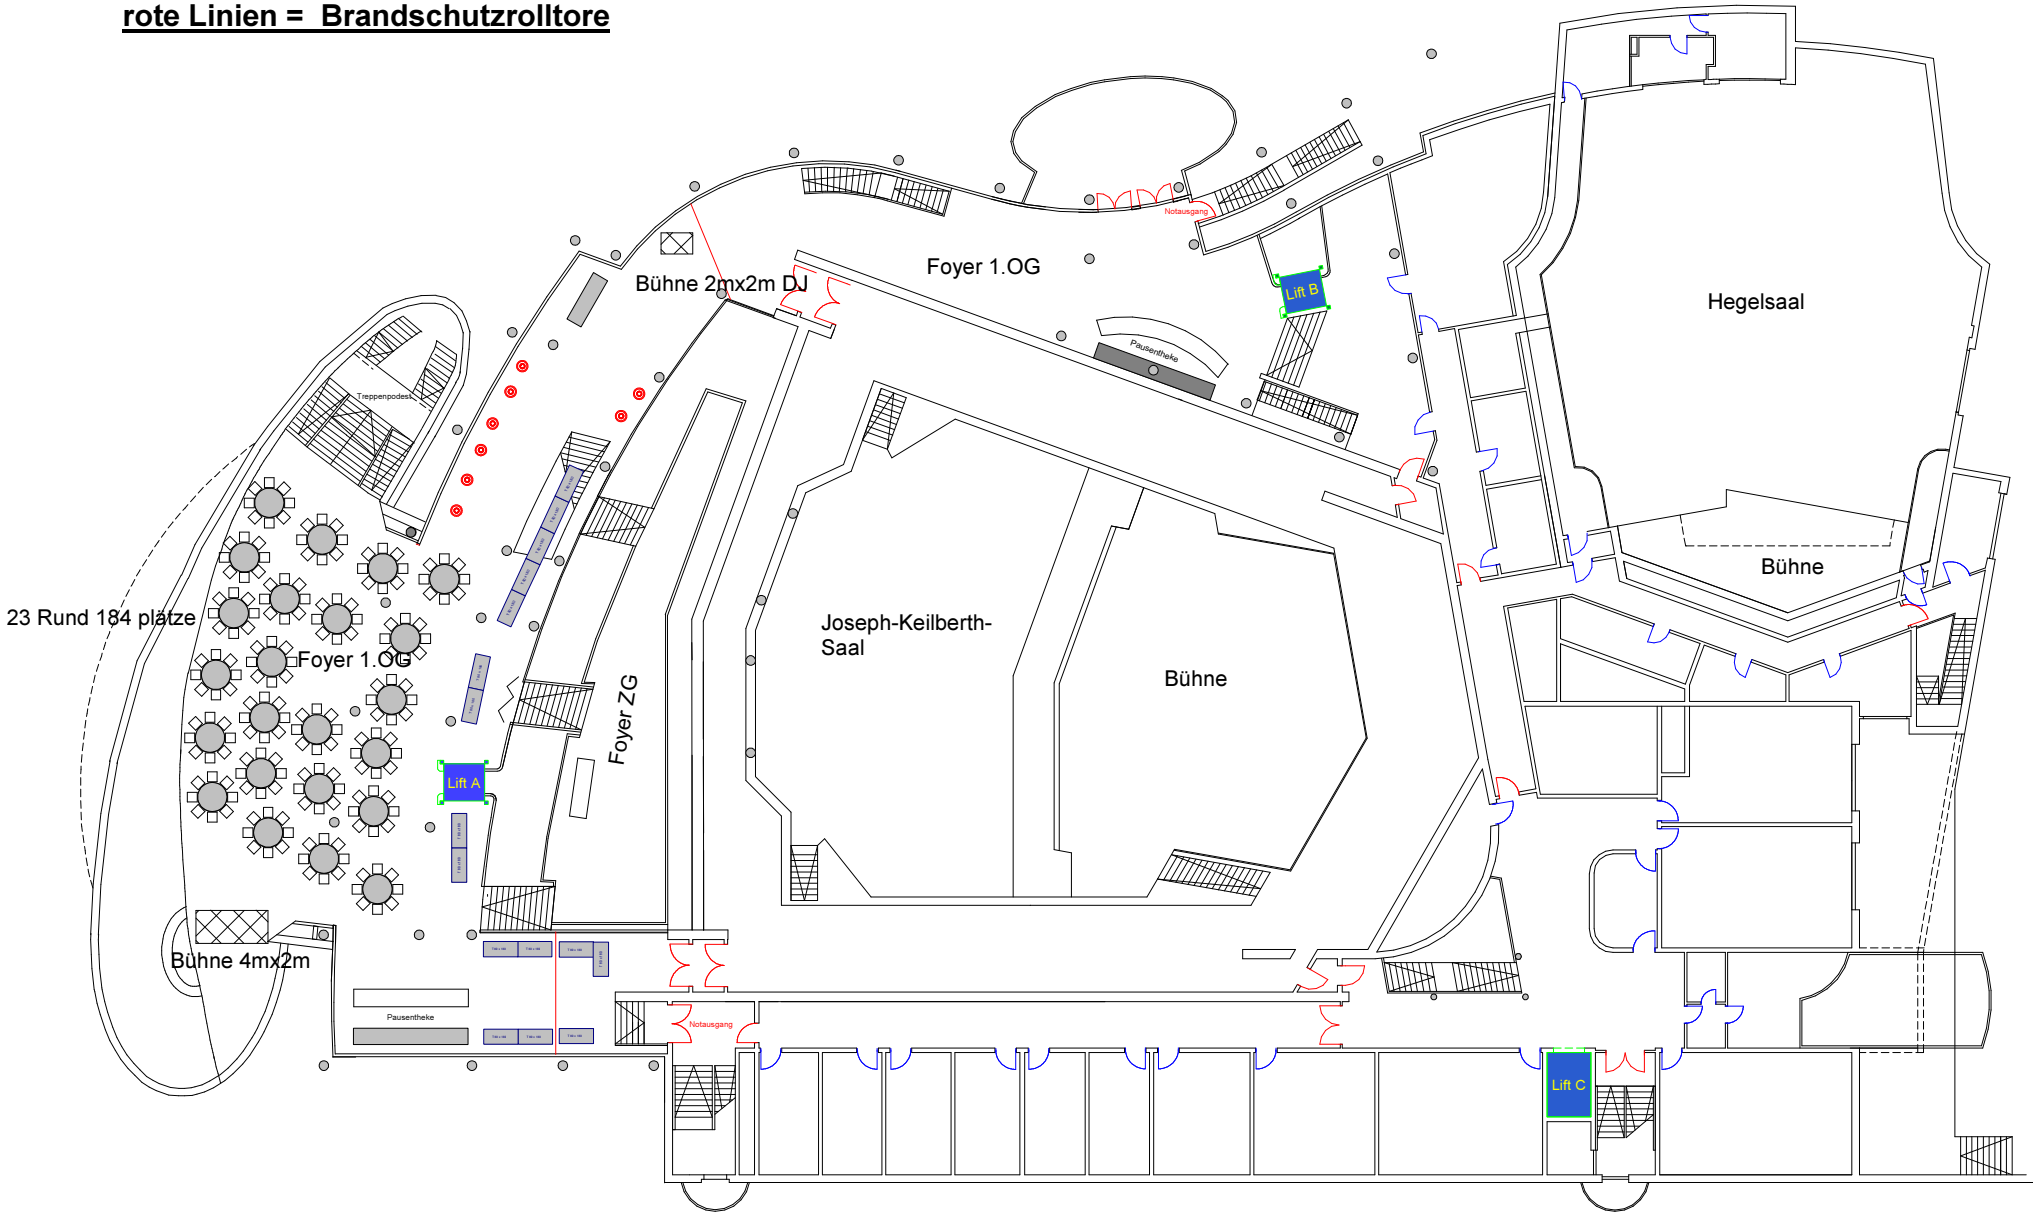 rote Linien = Brandschutzrolltore
Notausgang
Foyer 1.OG
Bühne 2mx2m DJ
Lift B
Hegelsaal
Pausentheke
Treppenpodest
Bühne
23 Rund 184 plätze
Foyer 1.OG
Joseph-Keilberth-
Saal
Bühne
Foyer ZG
Lift A
Bühne 4mx2m
Pausentheke
Notausgang
Lift C